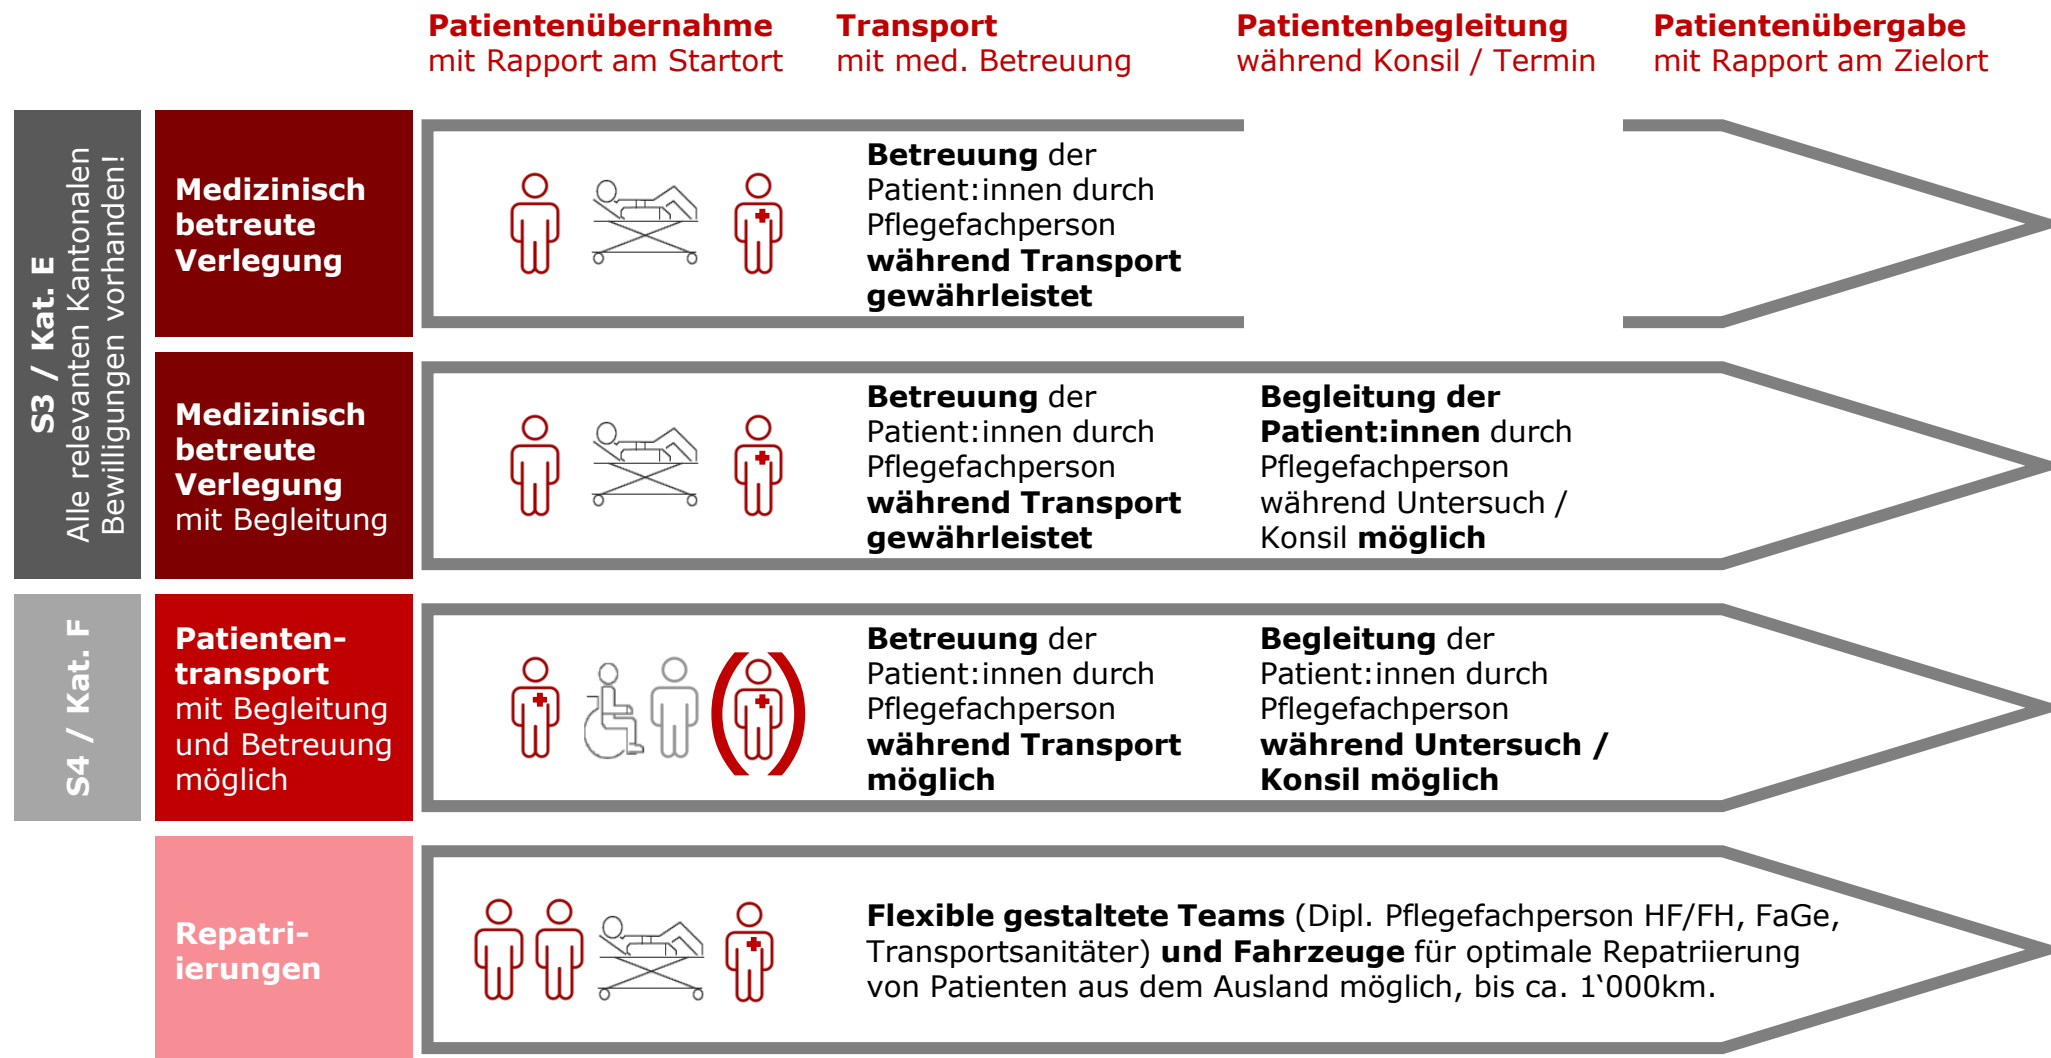 Patientenübernahme
mit Rapport am Startort
Transport
mit med. Betreuung
Patientenbegleitung
während Konsil / Termin
Patientenübergabe
mit Rapport am Zielort
S3 / Kat. E
Alle relevanten Kantonalen
Bewilligungen vorhanden!
Medizinisch
betreute
Verlegung
Betreuung der
Patient:innen durch
Pflegefachperson
während Transport
gewährleistet
Medizinisch
betreute
Verlegung
mit Begleitung
Betreuung der
Patient:innen durch
Pflegefachperson
während Transport
gewährleistet
Begleitung der
Patient:innen durch
Pflegefachperson
während Untersuch /
Konsil möglich
S4 / Kat. F
Patienten-
transport
mit Begleitung
und Betreuung
möglich
Betreuung der
Patient:innen durch
Pflegefachperson
während Transport
möglich
Begleitung der
Patient:innen durch
Pflegefachperson
während Untersuch /
Konsil möglich
Repatri-
ierungen
Flexible gestaltete Teams (Dipl. Pflegefachperson HF/FH, FaGe,
Transportsanitäter) und Fahrzeuge für optimale Repatriierung
von Patienten aus dem Ausland möglich, bis ca. 1‘000km.